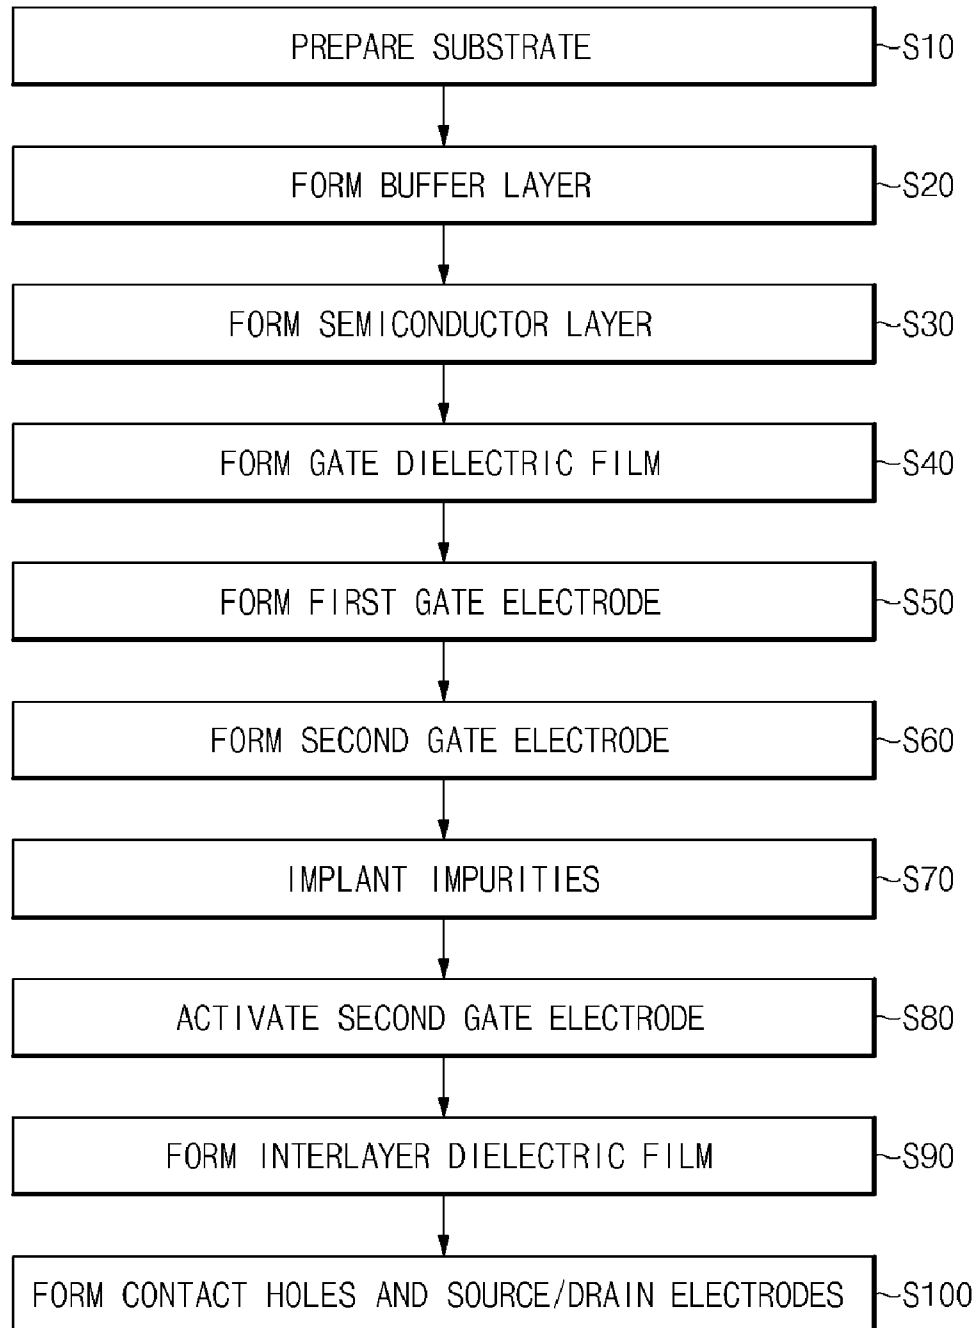 PREPARE SUBSTRATE ~S10
FORM BUFFER LAYER ~S20
FORM SEMICONDUCTOR LAYER ~S30
FORM GATE DIELECTRIC FILM ~S40
FORM FIRST GATE ELECTRODE ~S50
FORM SECOND GATE ELECTRODE ~S60
IMPLANT IMPURITIES ~S70
ACTIVATE SECOND GATE ELECTRODE ~S80
FORM INTERLAYER DIELECTRIC FILM ~S90
FORM CONTACT HOLES AND SOURCE/DRAIN ELECTRODES ~S100